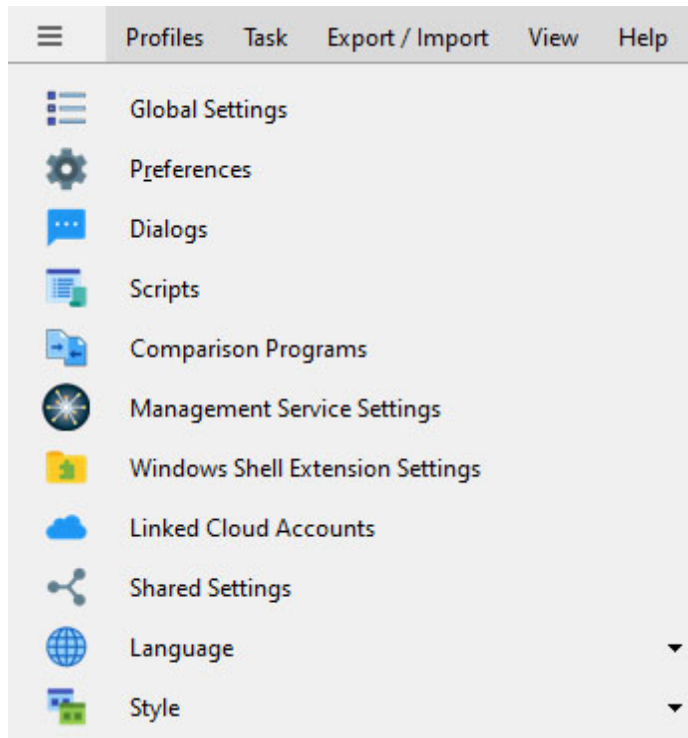 Profiles Task Export / Import View Help
Global Settings
Preferences
Dialogs
Scripts
Comparison Programs
Management Service Settings
Windows Shell Extension Settings
Linked Cloud Accounts
Shared Settings
Language
Style